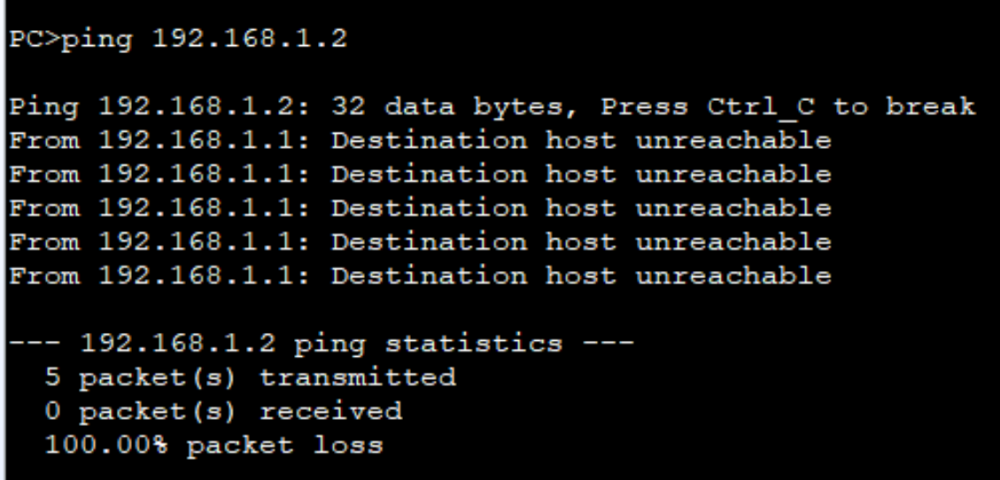 PC>ping 192.168.1.2
Ping 192.168.1.2: 32 data bytes, Press Ctrl_C to break
From 192.168.1.1: Destination host unreachable
From 192.168.1.1: Destination host unreachable
From 192.168.1.1: Destination host unreachable
From 192.168.1.1: Destination host unreachable
From 192.168.1.1: Destination host unreachable
--- 192.168.1.2 ping statistics ---
5 packet(s) transmitted
0 packet(s) received
100.00% packet loss